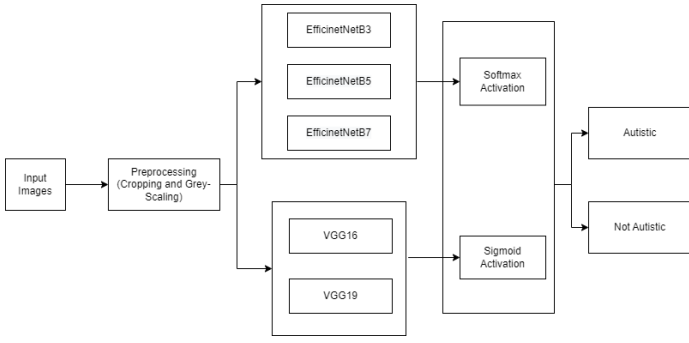 Input
Images
Preprocessing
(Cropping and Grey-
Scaling)
EfficinetNetB3
EfficinetNetB5
EfficinetNetB7
VGG16
VGG19
Softmax
Activation
Sigmoid
Activation
Autistic
Not Autistic